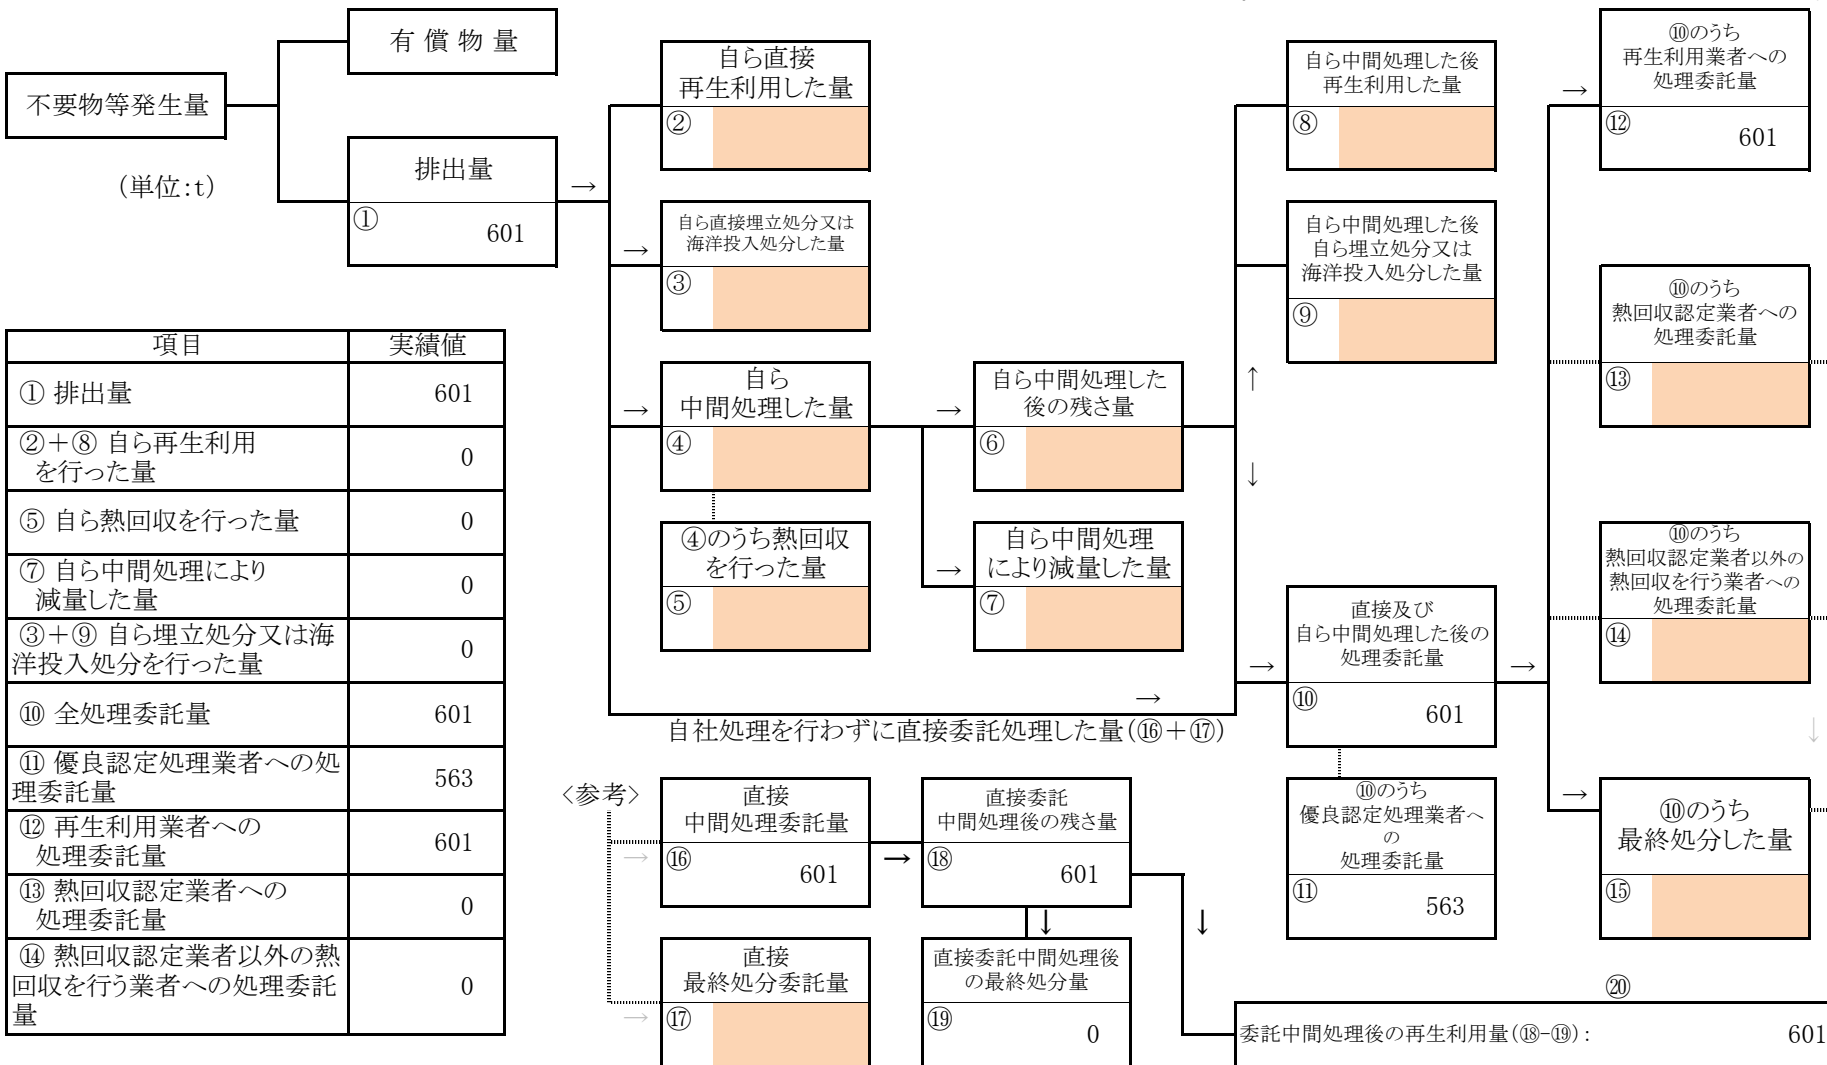 有 償 物 量
不要物等発生量
(単位:t)
排出量
①
601
→
自ら直接
再生利用した量
②
→
自ら直接埋立処分又は
海洋投入処分した量
③
→
自ら
中間処理した量
④
④のうち熱回収
を行った量
⑤
→
自ら中間処理した
後の残さ量
⑥
→
自ら中間処理
により減量した量
⑦
↑
↓
自ら中間処理した後
再生利用した量
⑧
自ら中間処理した後
自ら埋立処分又は
海洋投入処分した量
⑨
→
自社処理を行わずに直接委託処理した量(⑯+⑰)
→
直接及び
自ら中間処理した後の
処理委託量
⑩
601
→
⑩のうち
優良認定処理業者へ
の
処理委託量
⑪
563
→
⑩のうち
再生利用業者への
処理委託量
⑫
601
⑩のうち
熱回収認定業者への
処理委託量
⑬
⑩のうち
熱回収認定業者以外の
熱回収を行う業者への
処理委託量
⑭
↓
→
⑩のうち
最終処分した量
⑮
項目 実績値
① 排出量 601
②+⑧ 自ら再生利用
を行った量 0
⑤ 自ら熱回収を行った量 0
⑦ 自ら中間処理により
減量した量 0
③+⑨ 自ら埋立処分又は海
洋投入処分を行った量 0
⑩ 全処理委託量 601
⑪ 優良認定処理業者への処
理委託量 563
⑫ 再生利用業者への
処理委託量 601
⑬ 熱回収認定業者への
処理委託量 0
⑭ 熱回収認定業者以外の熱
回収を行う業者への処理委託
量 0
<参考>
→
直接
中間処理委託量
⑯
601
→
直接委託
中間処理後の残さ量
⑱
601
↓
↓
→
直接
最終処分委託量
⑰
直接委託中間処理後
の最終処分量
⑲
0
⑳
委託中間処理後の再生利用量(⑱-⑲): 601